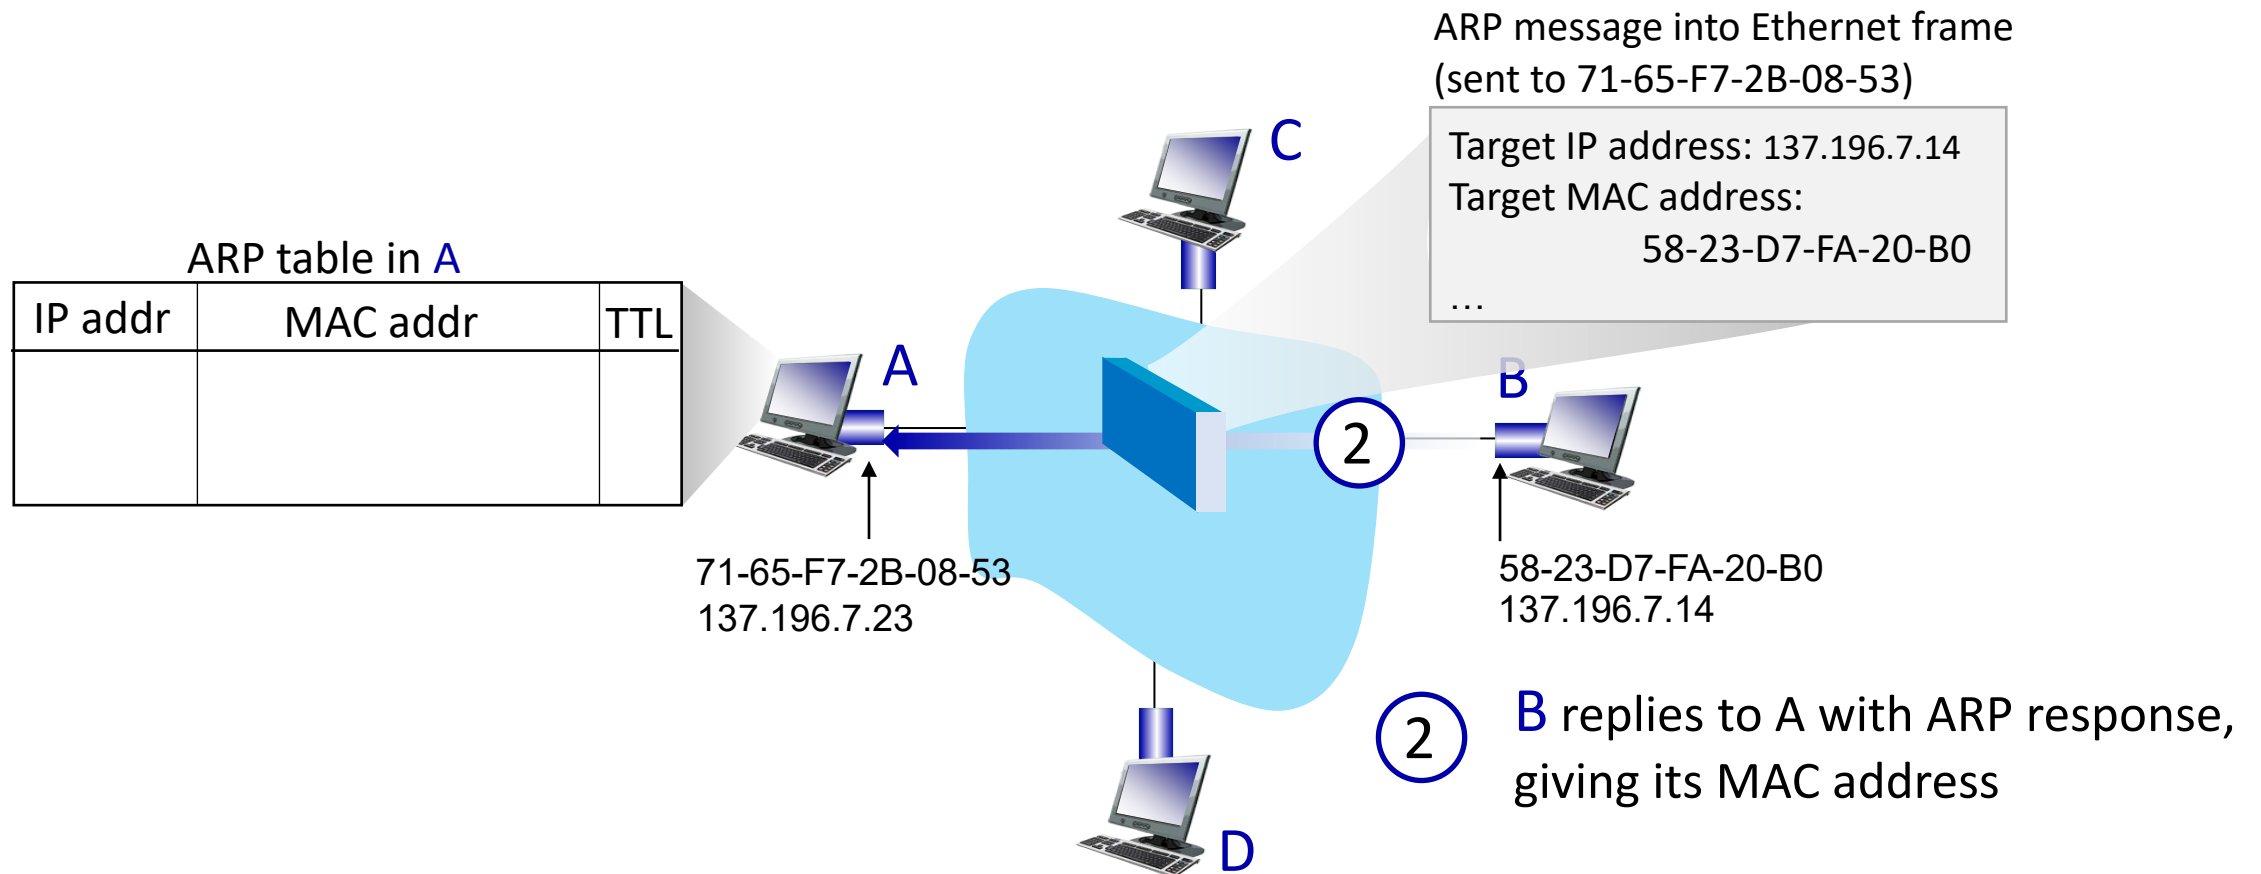 ARP message into Ethernet frame
(sent to 71-65-F7-2B-08-53)
Target IP address: 137.196.7.14
Target MAC address:
58-23-D7-FA-20-B0
…
C
ARP table in A
IP addr MAC addr TTL
A
B
2
71-65-F7-2B-08-53
137.196.7.23
58-23-D7-FA-20-B0
137.196.7.14
2 B replies to A with ARP response,
giving its MAC address
D